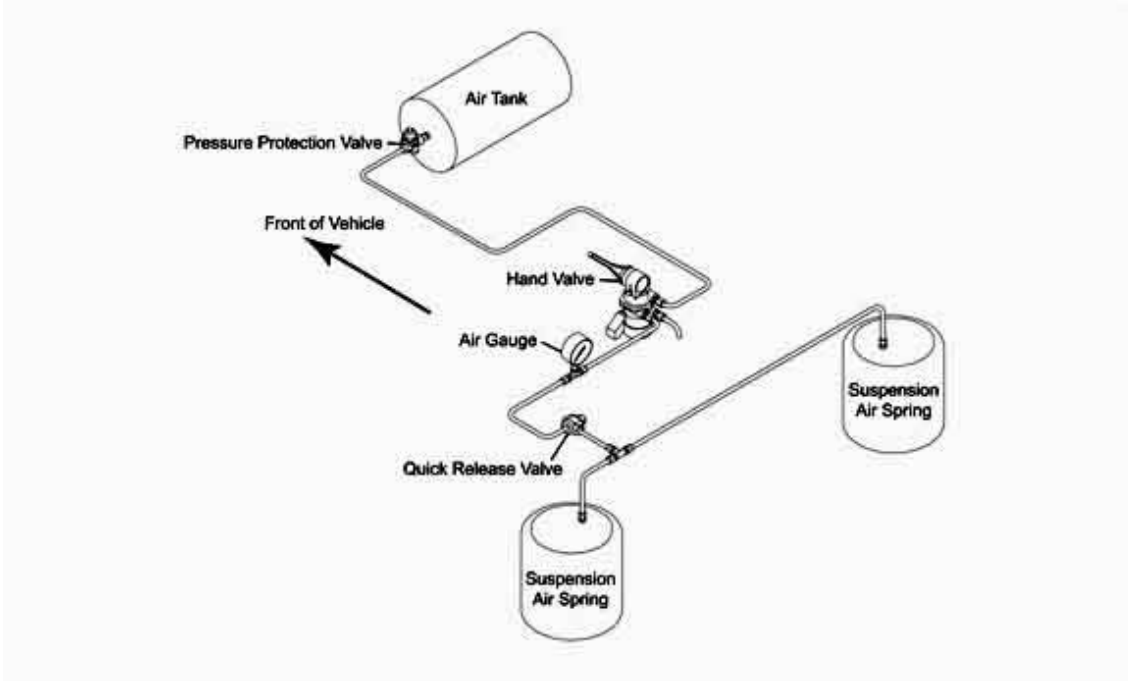 Air Tank
Pressure Protection Valve
Front of Vehicle
Hand Valve
Air Gauge
Suspension
Air Spring
Quick Release Valve
Suspension
Air Spring